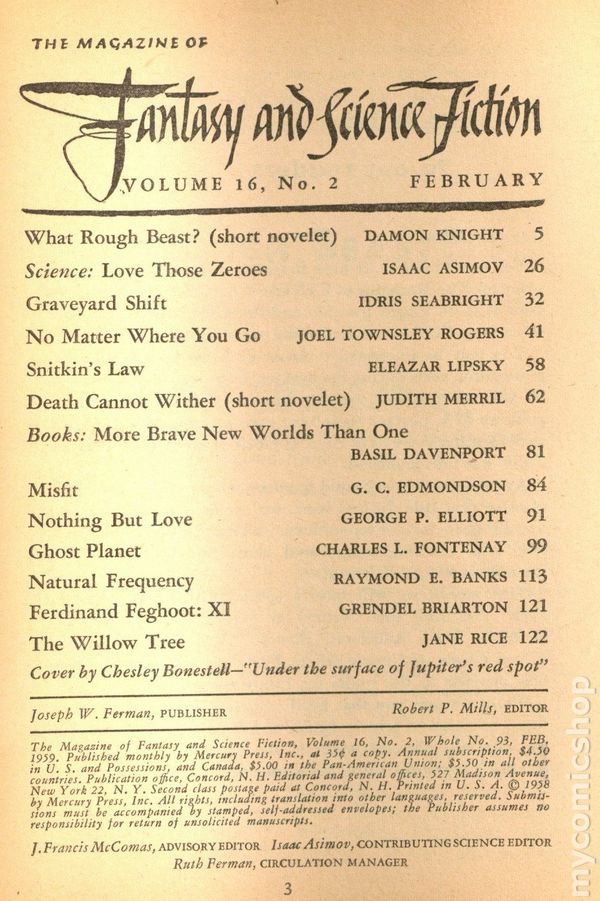 THE MAGAZINE OF
Fantasy and Science Fiction
VOLUME 16, No. 2 FEBRUARY
What Rough Beast? (short novelet) DAMON KNIGHT 5
Science: Love Those Zeroes ISAAC ASIMOV 26
Graveyard Shift IDRIS SEABRIGHT 32
No Matter Where You Go JOEL TOWNSLEY ROGERS 41
Snitkin's Law ELEAZAR LIPSKY 58
Death Cannot Wither (short novelet) JUDITH MERRIL 62
Books: More Brave New Worlds Than One
BASIL DAVENPORT 81
Misfit G. C. EDMONDSON 84
Nothing But Love GEORGE P. ELLIOTT 91
Ghost Planet CHARLES L. FONTENAY 99
Natural Frequency RAYMOND E. BANKS 113
Ferdinand Feghoot: XI GRENDEL BRIARTON 121
The Willow Tree JANE RICE 122
Cover by Chesley Bonestell—"Under the surface of Jupiter's red spot"
Joseph W. Ferman, PUBLISHER Robert P. Mills, EDITOR
The Magazine of Fantasy and Science Fiction, Volume 16, No. 2, Whole No. 93, FEB,
1959. Published monthly by Mercury Press, Inc., at 35¢ a copy. Annual subscription, $4.50
in U. S. and Possessions, and Canada, $5.00 in the Pan-American Union; $5.50 in all other
countries. Publication office, Concord, N. H. Editorial and general offices, 527 Madison Avenue,
New York 22, N. Y. Second class postage paid at Concord, N. H. Printed in U. S. A. © 1958
by Mercury Press, Inc. All rights, including translation into other languages, reserved. Submis-
sions must be accompanied by stamped, self-addressed envelopes; the Publisher assumes no
responsibility for return of unsolicited manuscripts.
J. Francis McComas, ADVISORY EDITOR Isaac Asimov, CONTRIBUTING SCIENCE EDITOR
Ruth Ferman, CIRCULATION MANAGER
3
mycomicshop